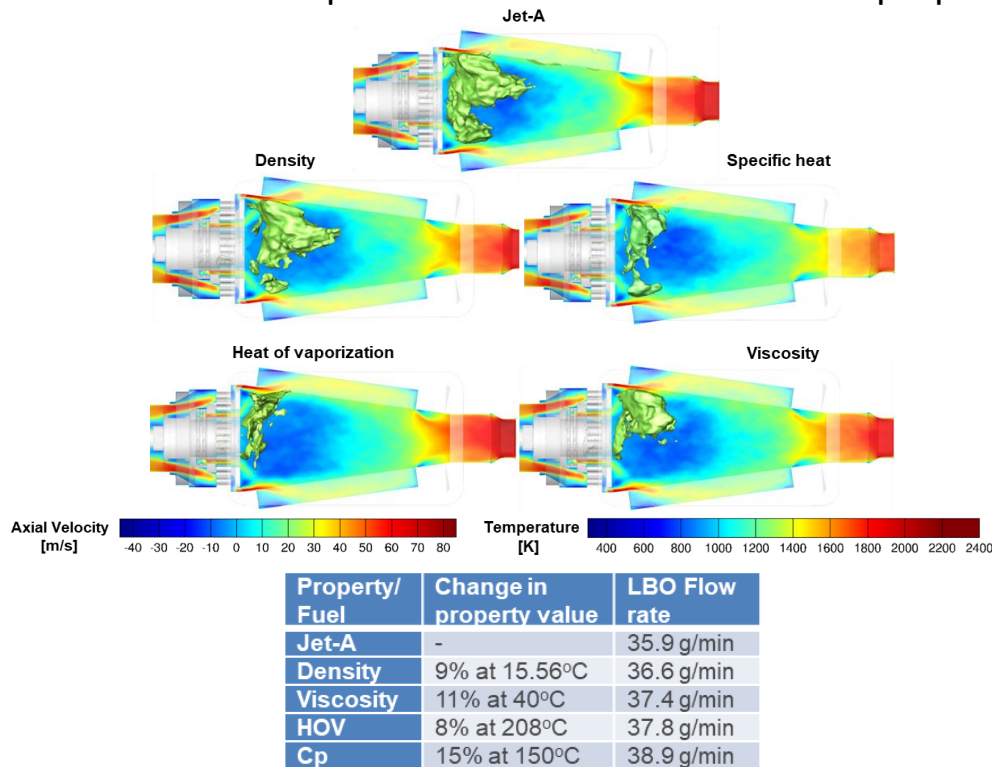 Jet-A
Density
Specific heat
Heat of vaporization
Viscosity
Axial Velocity
[m/s]
-40 -30 -20 -10 0 10 20 30 40 50 60 70 80
Temperature
[K]
400 600 800 1000 1200 1400 1600 1800 2000 2200 2400
Property/ Fuel Change in property value LBO Flow rate
Jet-A - 35.9 g/min
Density 9% at 15.56°C 36.6 g/min
Viscosity 11% at 40°C 37.4 g/min
HOV 8% at 208°C 37.8 g/min
Cp 15% at 150°C 38.9 g/min